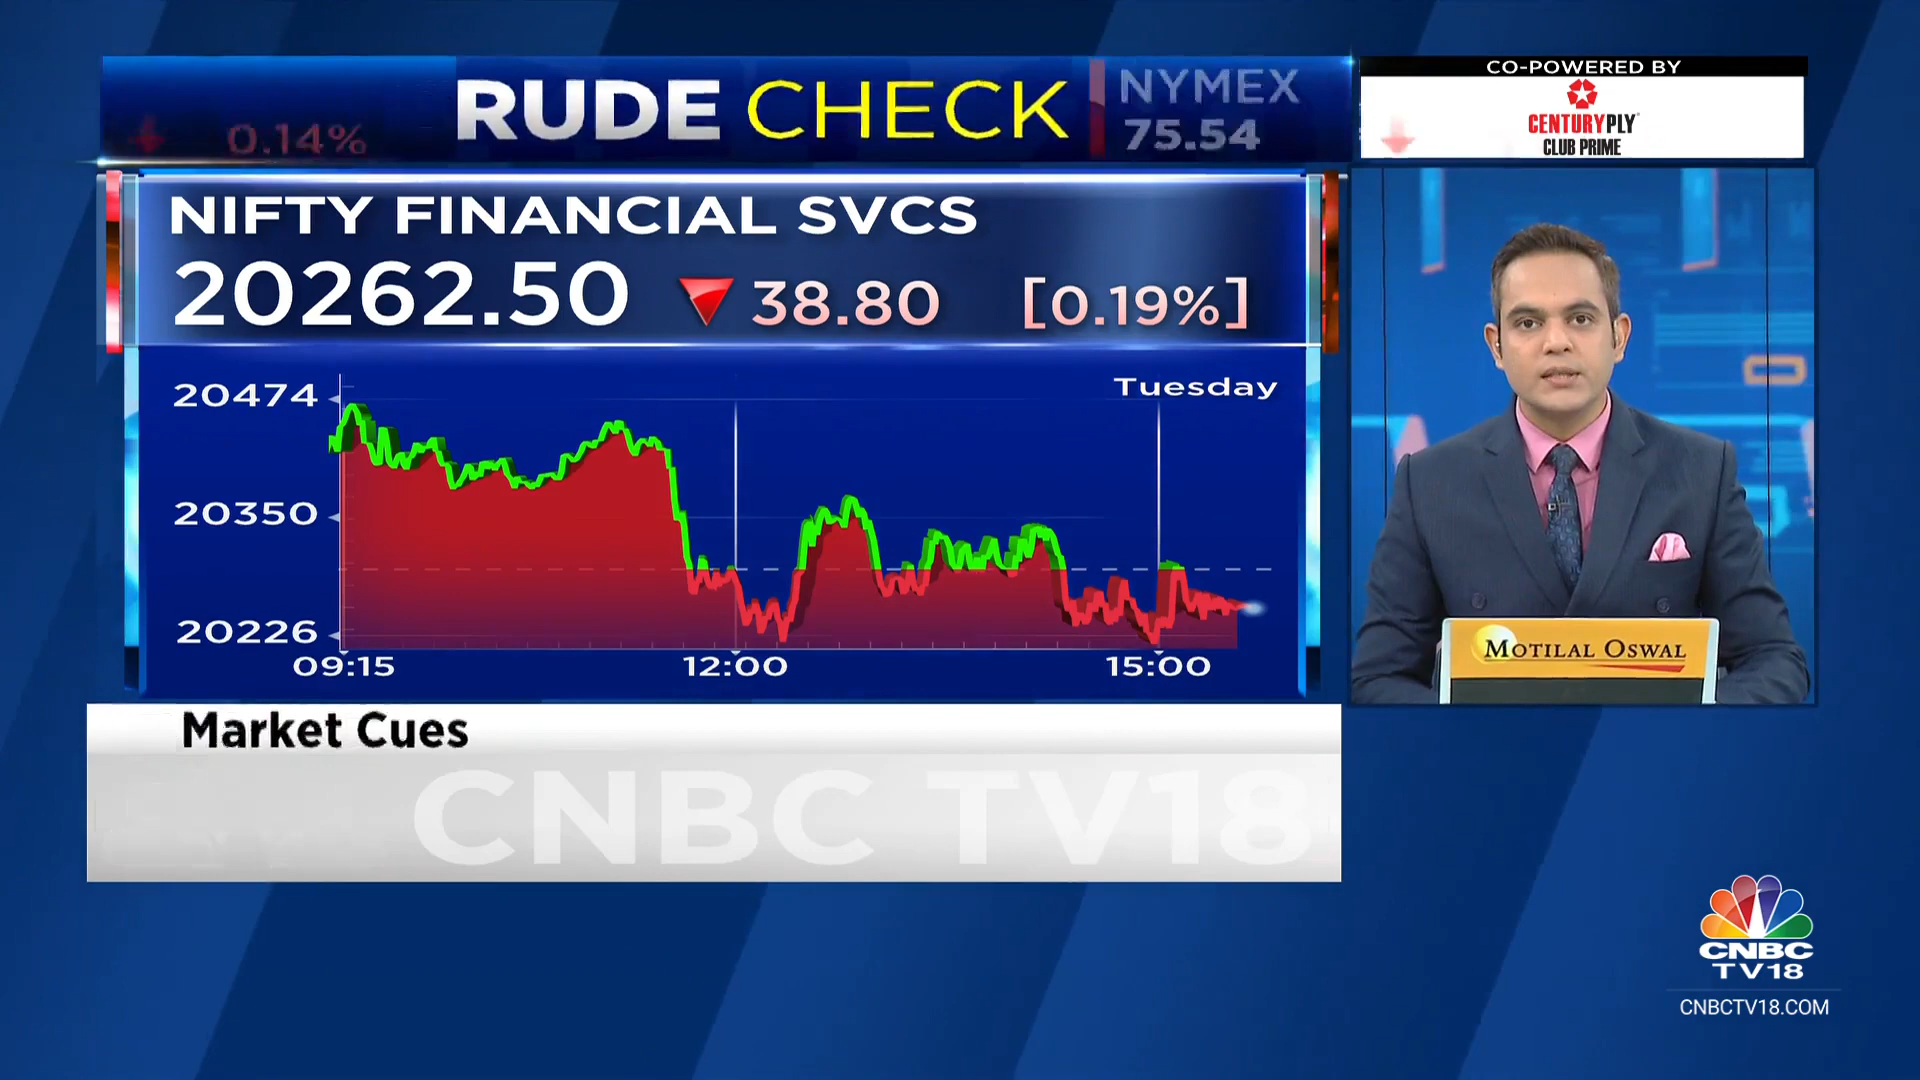 RUDE CHECK
NYMEX
75.54
0.14%
CO-POWERED BY
CENTURYPLY
CLUB PRIME
NIFTY FINANCIAL SVCS
20262.50 38.80 [0.19%]
Tuesday
20474
20350
20226
09:15 12:00 15:00
MOTILAL OSWAL
Market Cues
CNBC TV18
CNBC
TV18
CNBCTV18.COM